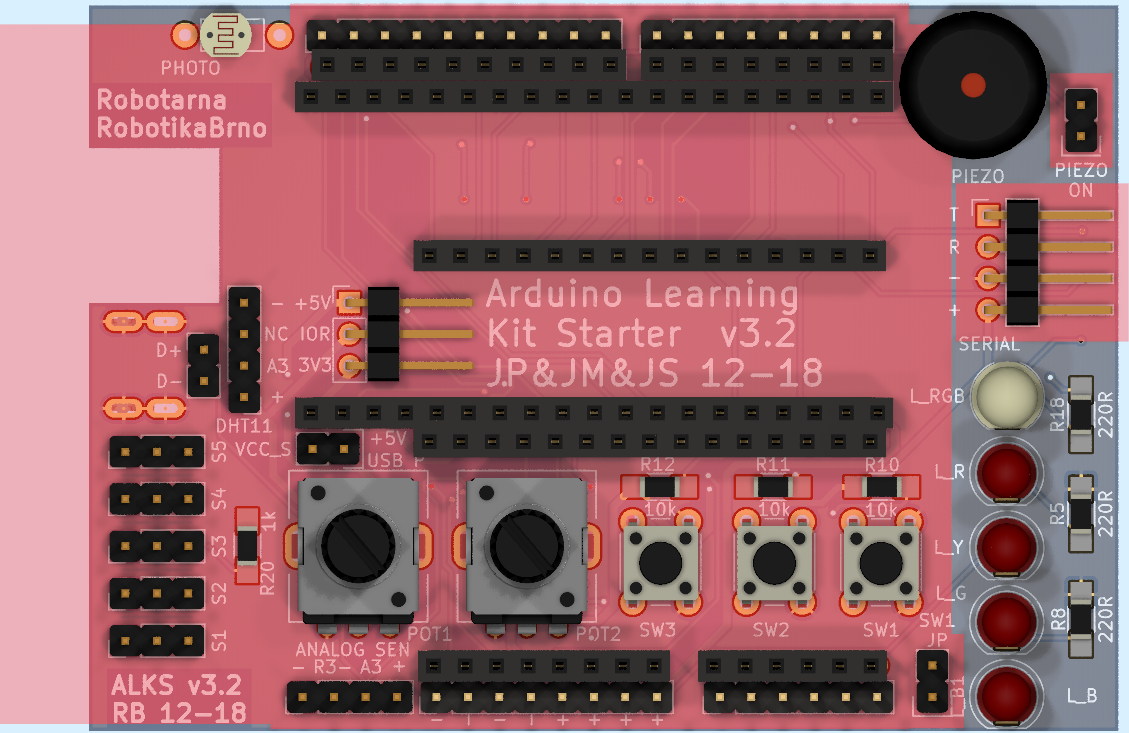 PHOTO
Robotarna
RobotikaBrno
PIEZO
PIEZO
ON
T
R
-
+
SERIAL
Arduino Learning
Kit Starter v3.2
JP&JM&JS 12-18
- +5V
NC IOR
A3 3V3
+
D+
D-
DHT11
VCC_S
+5V
USB P
S5
S4
S3
S2
S1
1k
R20
POT1
POT2
R12
10k
R11
10k
R10
10k
SW3
SW2
SW1
L_RGB
R18
220R
L_R
R5
220R
L_Y
L_G
R8
220R
SW1
JP
L_B
ANALOG SEN
- R3- A3 +
ALKS v3.2
RB 12-18